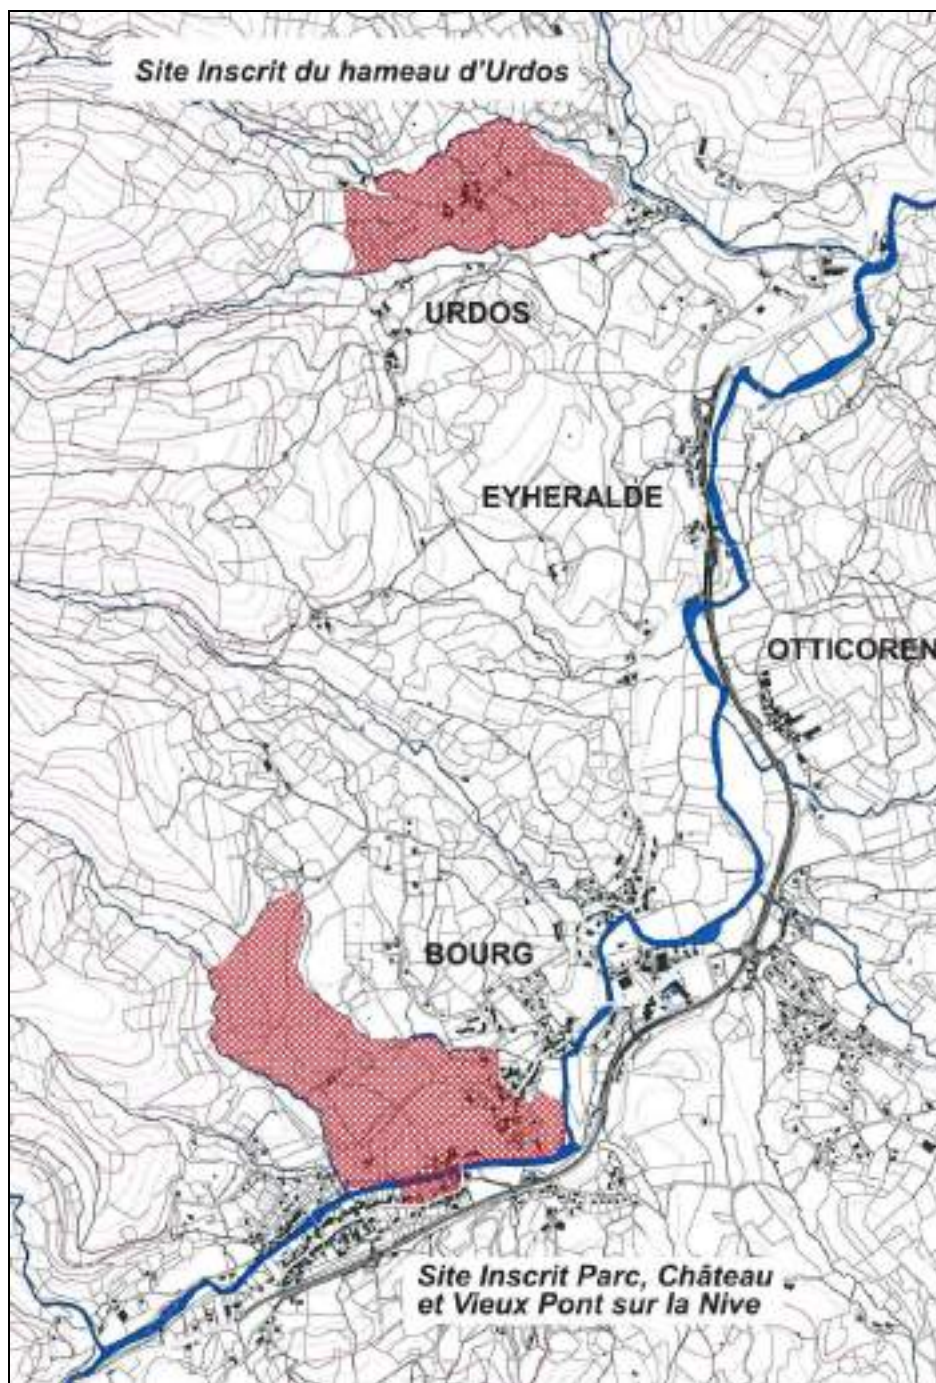 Site Inscrit du hameau d'Urdos
URDOS
EYHERALDE
OTTICOREN
BOURG
Site Inscrit Parc, Château
et Vieux Pont sur la Nive